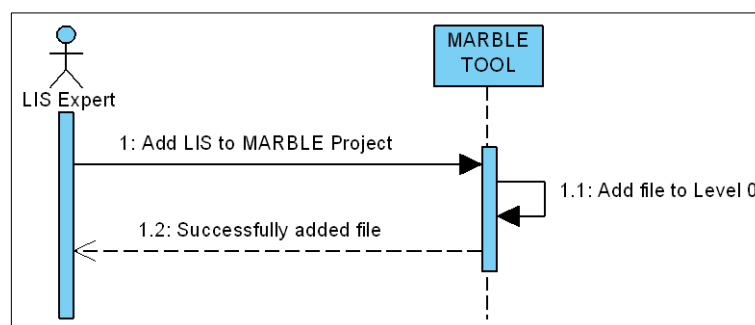 MARBLE
TOOL
LIS Expert
1: Add LIS to MARBLE Project
1.1: Add file to Level 0
1.2: Successfully added file